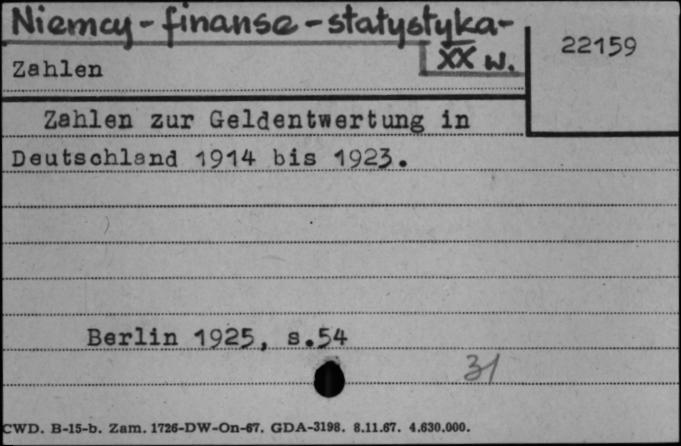 Niemcy - finanse - statystyka -
XX w.
22159
Zahlen
Zahlen zur Geldentwertung in
Deutschland 1914 bis 1923.
Berlin 1925, s.54
31
CWD. B-15-b. Zam. 1726-DW-On-67. GDA-3198. 8.11.67. 4.630.000.